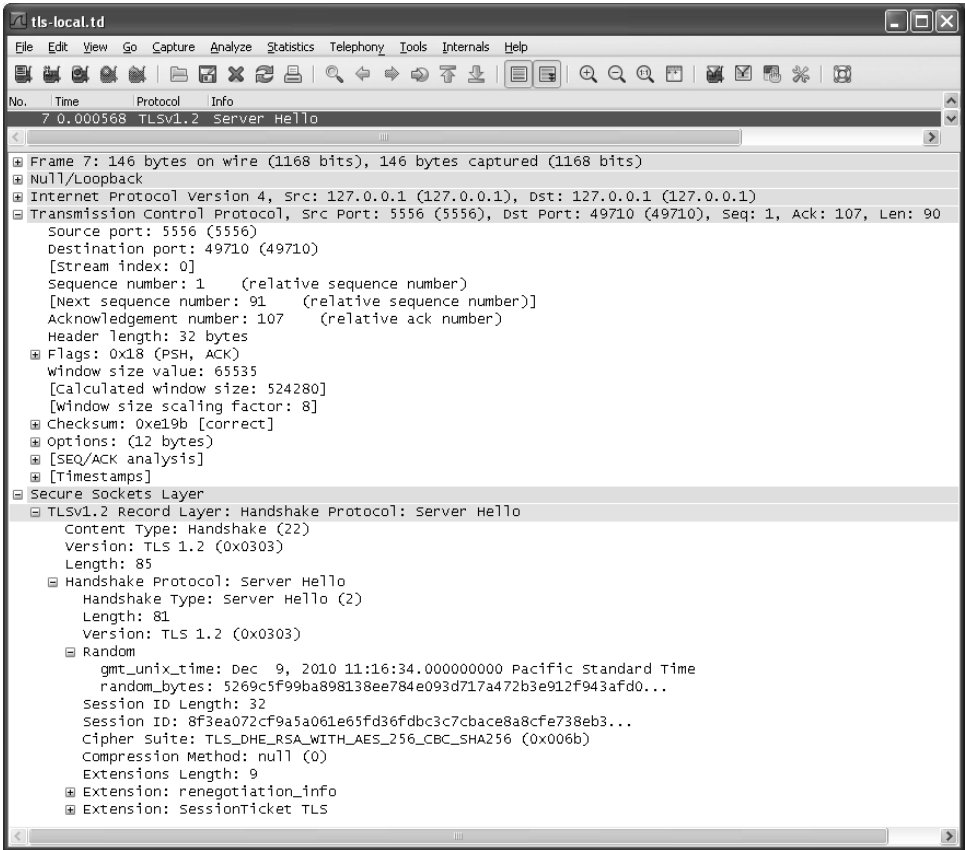 tls-local.td
File Edit View Go Capture Analyze Statistics Telephony Tools Internals Help
No. Time Protocol Info
7 0.000568 TLSv1.2 Server Hello
Frame 7: 146 bytes on wire (1168 bits), 146 bytes captured (1168 bits)
Null/Loopback
Internet Protocol Version 4, Src: 127.0.0.1 (127.0.0.1), Dst: 127.0.0.1 (127.0.0.1)
Transmission Control Protocol, Src Port: 5556 (5556), Dst Port: 49710 (49710), Seq: 1, Ack: 107, Len: 90
Source port: 5556 (5556)
Destination port: 49710 (49710)
[Stream index: 0]
Sequence number: 1 (relative sequence number)
[Next sequence number: 91 (relative sequence number)]
Acknowledgement number: 107 (relative ack number)
Header length: 32 bytes
Flags: 0x18 (PSH, ACK)
Window size value: 65535
[Calculated window size: 524280]
[Window size scaling factor: 8]
Checksum: 0xe19b [correct]
Options: (12 bytes)
[SEQ/ACK analysis]
[Timestamps]
Secure Sockets Layer
TLSv1.2 Record Layer: Handshake Protocol: Server Hello
Content Type: Handshake (22)
Version: TLS 1.2 (0x0303)
Length: 85
Handshake Protocol: Server Hello
Handshake Type: Server Hello (2)
Length: 81
Version: TLS 1.2 (0x0303)
Random
gmt_unix_time: Dec 9, 2010 11:16:34.000000000 Pacific Standard Time
random_bytes: 5269c5f99ba898138ee784e093d717a472b3e912f943afd0...
Session ID Length: 32
Session ID: 8f3ea072cf9a5a061e65fd36fdbc3c7cbace8a8cfe738eb3...
Cipher Suite: TLS_DHE_RSA_WITH_AES_256_CBC_SHA256 (0x006b)
Compression Method: null (0)
Extensions Length: 9
Extension: renegotiation_info
Extension: SessionTicket TLS